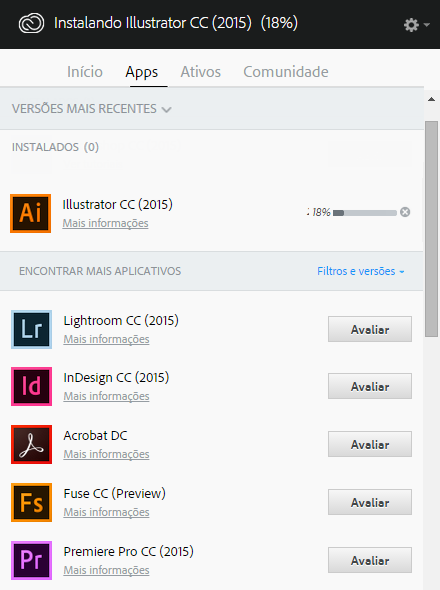 Instalando Illustrator CC (2015) (18%)
Início Apps Ativos Comunidade
VERSÕES MAIS RECENTES
INSTALADOS (0)
Ai Illustrator CC (2015) 18%
Mais informações
ENCONTRAR MAIS APLICATIVOS Filtros e versões
Lr Lightroom CC (2015) Avaliar
Mais informações
Id InDesign CC (2015) Avaliar
Mais informações
Acrobat DC Avaliar
Mais informações
Fs Fuse CC (Preview) Avaliar
Mais informações
Pr Premiere Pro CC (2015) Avaliar
Mais informações